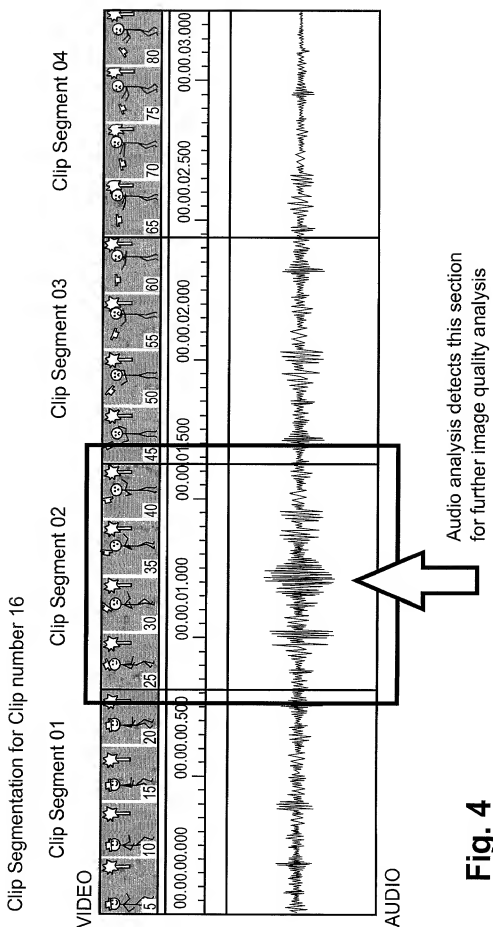 Clip Segmentation for Clip number 16
Clip Segment 01 Clip Segment 02 Clip Segment 03 Clip Segment 04
VIDEO
5 10 15 20 25 30 35 40 45 50 55 60 65 70 75 80
00.00.00.000 00.00.00.500 00.00.01.000 00.00.01.500 00.00.02.000 00.00.02.500 00.00.03.000
AUDIO
Audio analysis detects this section
for further image quality analysis
Fig. 4